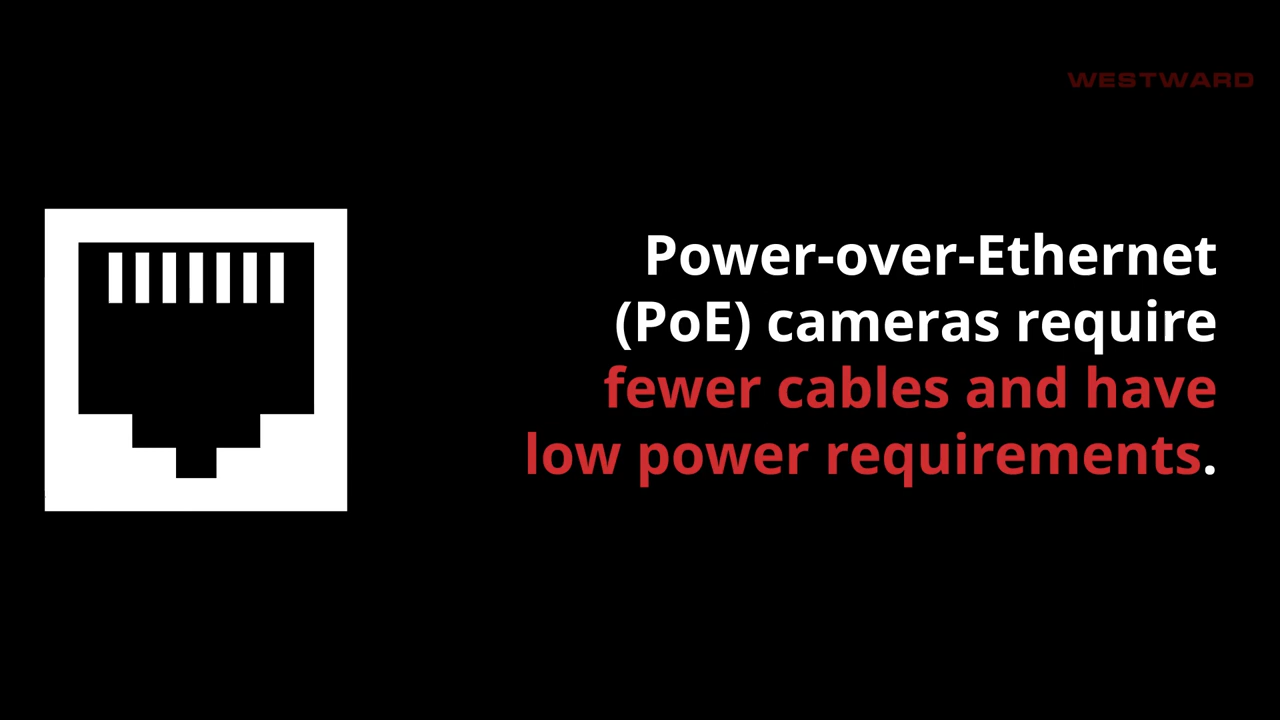 WESTWARD
Power-over-Ethernet
(PoE) cameras require
fewer cables and have
low power requirements.